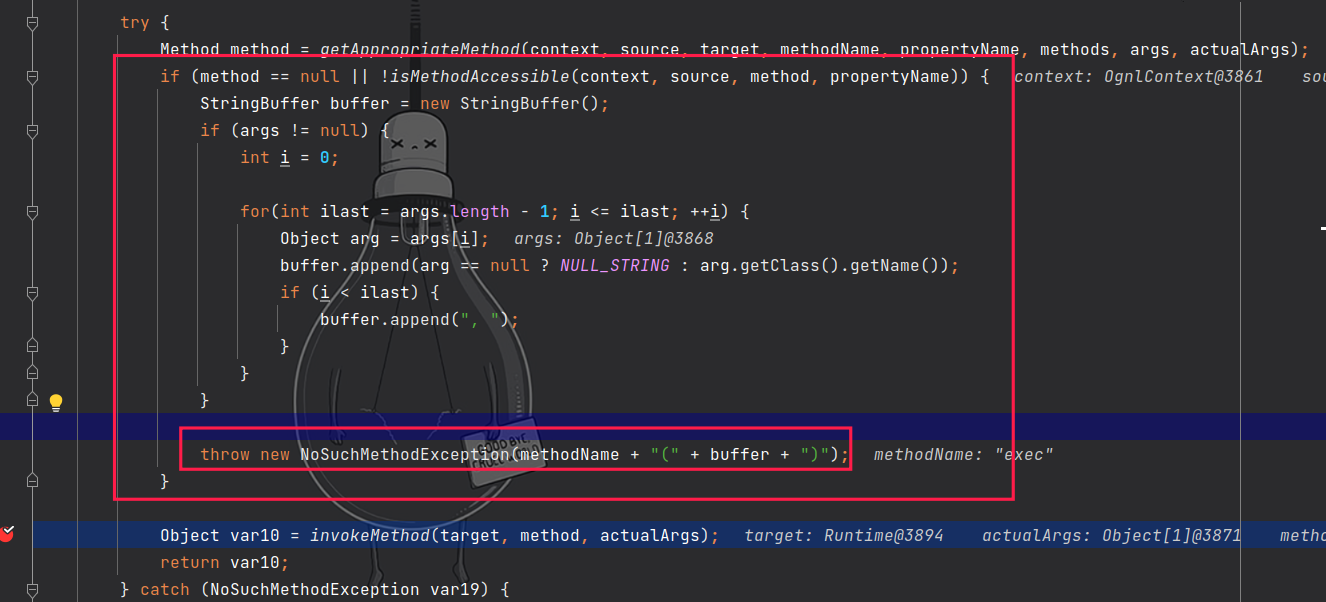 try {
Method method = getAppropriateMethod(context, source, target, methodName, propertyName, methods, args, actualArgs);
if (method == null || !isMethodAccessible(context, source, method, propertyName)) {   context: OgnlContext@3861   sou
StringBuffer buffer = new StringBuffer();
if (args != null) {
int i = 0;
for(int ilast = args.length - 1; i <= ilast; ++i) {
Object arg = args[i];   args: Object[1]@3868
buffer.append(arg == null ? NULL_STRING : arg.getClass().getName());
if (i < ilast) {
buffer.append(", ");
}
}
}
throw new NoSuchMethodException(methodName + "(" + buffer + ")");   methodName: "exec"
GOOD BYE,
}
Object var10 = invokeMethod(target, method, actualArgs);   target: Runtime@3894   actualArgs: Object[1]@3871   metho
return var10;
} catch (NoSuchMethodException var19) {